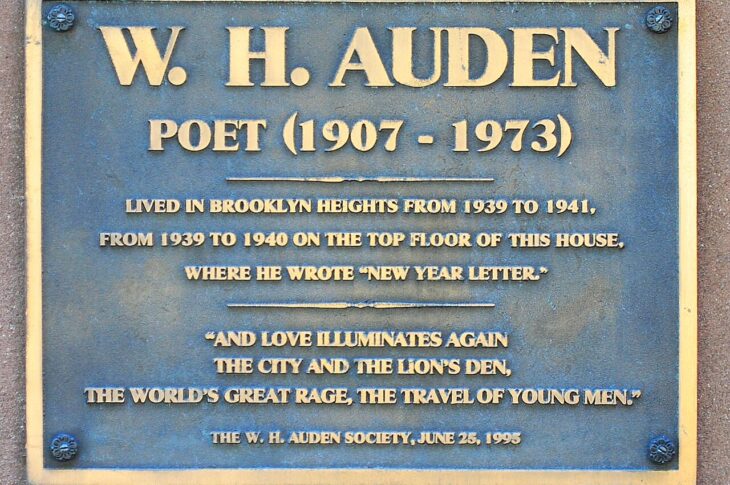 W. H. AUDEN
POET (1907 - 1973)
LIVED IN BROOKLYN HEIGHTS FROM 1939 TO 1941,
FROM 1939 TO 1940 ON THE TOP FLOOR OF THIS HOUSE,
WHERE HE WROTE “NEW YEAR LETTER.”
“AND LOVE ILLUMINATES AGAIN
THE CITY AND THE LION'S DEN,
THE WORLD'S GREAT RAGE, THE TRAVEL OF YOUNG MEN.”
THE W. H. AUDEN SOCIETY, JUNE 25, 1995